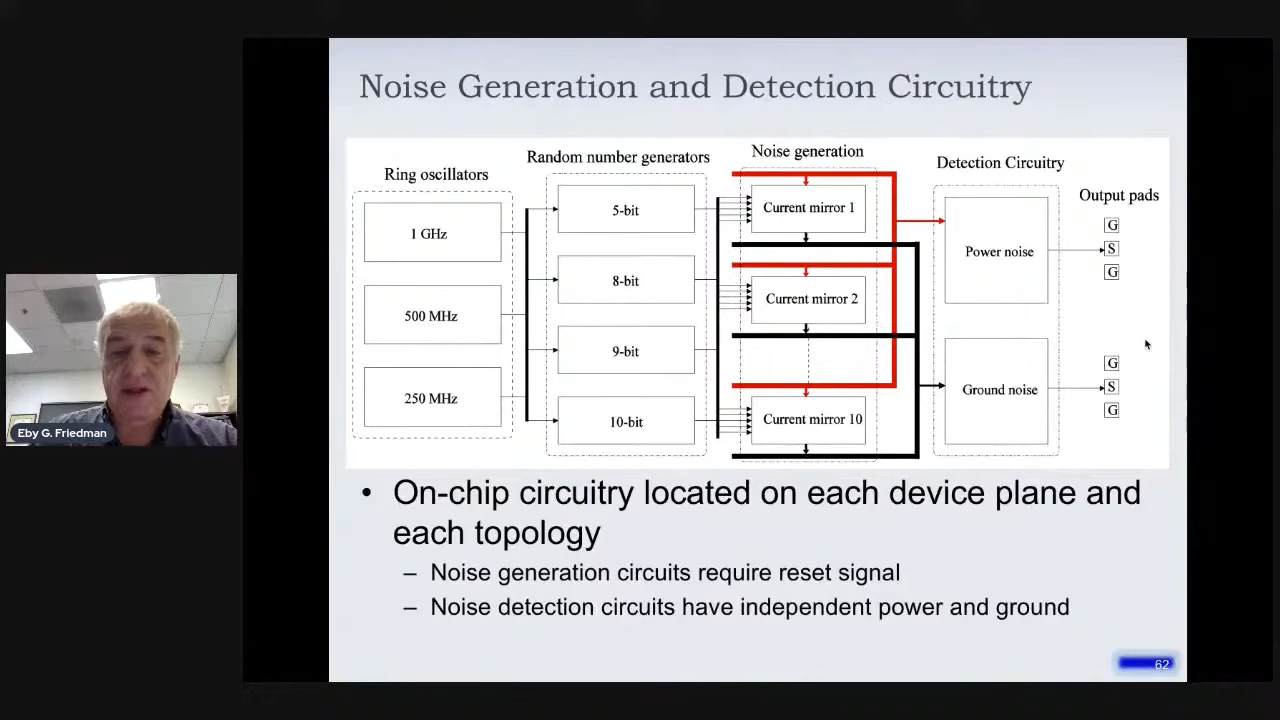 Noise Generation and Detection Circuitry
Ring oscillators
Random number generators
Noise generation
Detection Circuitry
Output pads
1 GHz
500 MHz
250 MHz
5-bit
8-bit
9-bit
10-bit
Current mirror 1
Current mirror 2
Current mirror 10
Power noise
Ground noise
G
S
G
G
S
G
• On-chip circuitry located on each device plane and
each topology
– Noise generation circuits require reset signal
– Noise detection circuits have independent power and ground
62
Eby G. Friedman